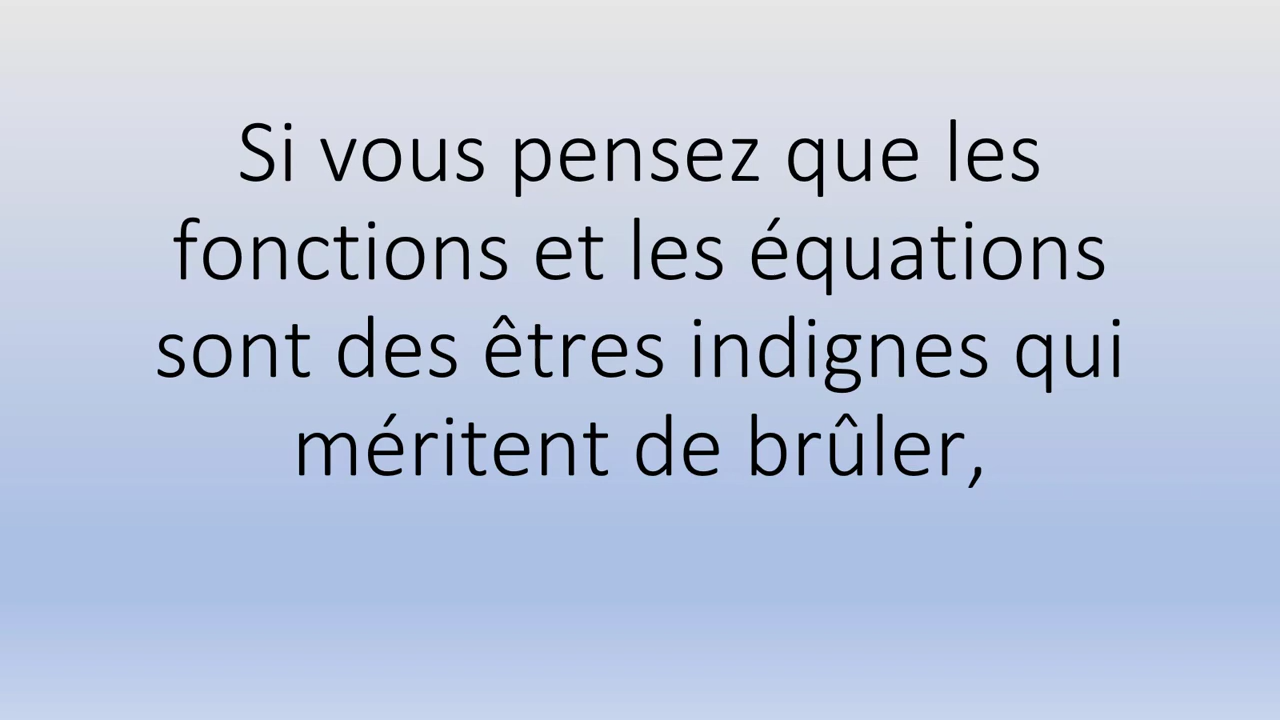 Si vous pensez que les
fonctions et les équations
sont des êtres indignes qui
méritent de brûler,